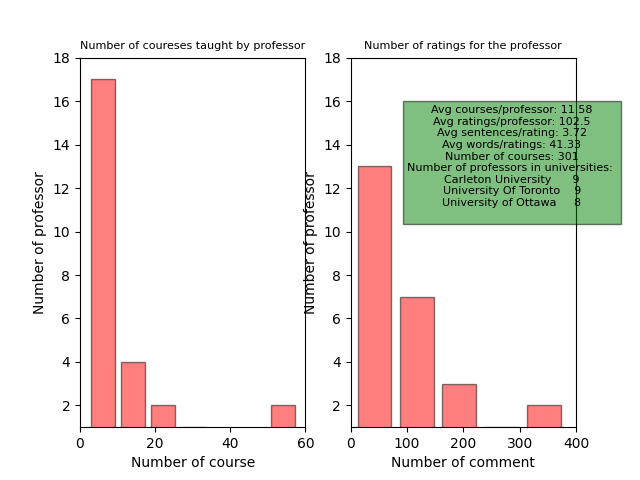 Number of coureses taught by professor
Number of ratings for the professor
18
16
14
12
10
8
6
4
2
Number of professor
0
20
40
60
Number of course
18
16
14
12
10
8
6
4
2
Number of professor
0
100
200
300
400
Number of comment
Avg courses/professor: 11.58
Avg ratings/professor: 102.5
Avg sentences/rating: 3.72
Avg words/ratings: 41.33
Number of courses: 301
Number of professors in universities:
Carleton University 9
University Of Toronto 9
University of Ottawa 8